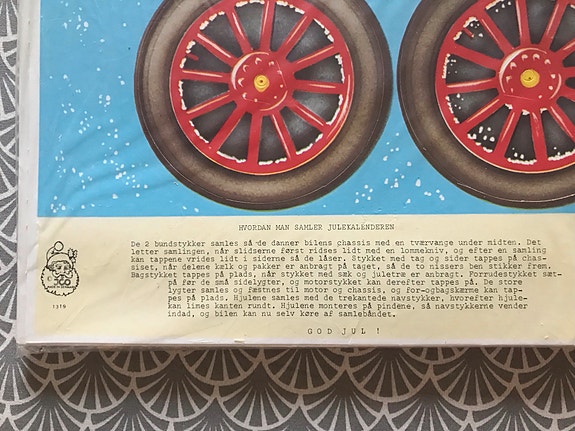 HVORDAN MAN SAMLER JULEKALENDEREN
De 2 bundstykker samles så de danner bilens chassis med en tværvange under midten. Det
letter samlingen, når slidserne først ridses lidt med en lommekniv, og efter en samling
kan tappene vrides lidt i siderne så de låser. Stykket med tag og sider tappes på chas-
siset, når delene kælk og pakker er anbragt på taget, så de to nissers ben stikker frem.
Bagstykket tappes på plads, når stykket med sæk og juletræ er anbragt. Forrudestykket sæt-
tes på før de små sidelygter, og motorstykket kan derefter tappes på. De store
lygter samles og fæstnes til motor og chassis, og for-ogbagskærme kan tap-
pes på plads. Hjulene samles med de trekantede navstykker, hvorefter hjule-
kan limes kanten rundt. Hjulene monteres på pindene, så navstykkerne vender
indad, og bilen kan nu selv køre af samlebåndet.
GOD JUL !
1319